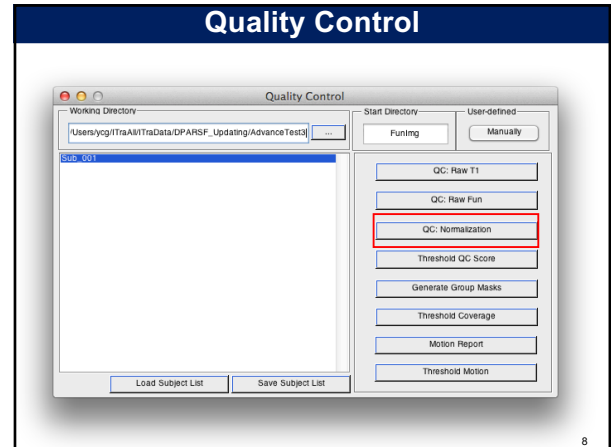 Quality Control
Quality Control
Working Directory
Start Directory
User-defined
/Users/ycg/ITraAll/ITraData/DPARSF_Updating/AdvanceTest3
...
FunImg
Manually
Sub_001
QC: Raw T1
QC: Raw Fun
QC: Normalization
Threshold QC Score
Generate Group Masks
Threshold Coverage
Motion Report
Threshold Motion
Load Subject List
Save Subject List
8